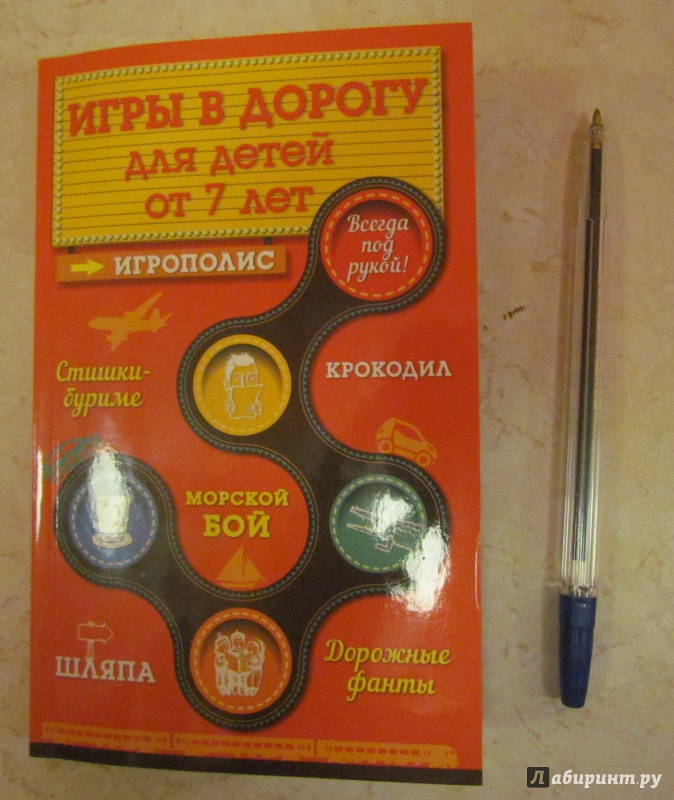 ИГРЫ В ДОРОГУ
для детей
от 7 лет
Всегда
под
рукой!
ИГРОПОЛИС
Стишки-
буриме
КРОКОДИЛ
МОРСКОЙ
БОЙ
ШЛЯПА
Дорожные
фанты
Лабиринт.ру